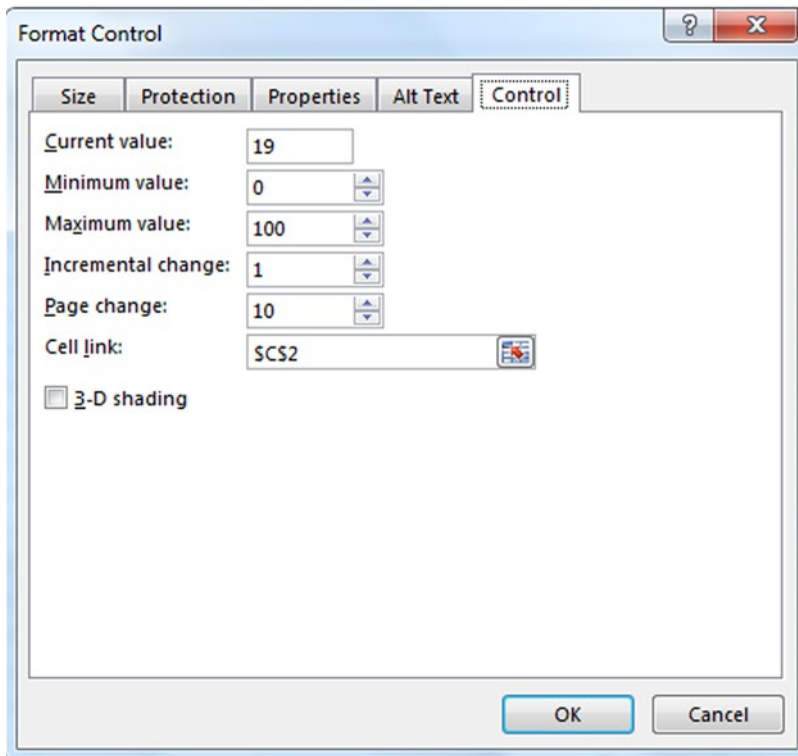 Format Control
? X
Size Protection Properties Alt Text Control
Current value: 19
Minimum value: 0
Maximum value: 100
Incremental change: 1
Page change: 10
Cell link: $C$2
3-D shading
OK Cancel